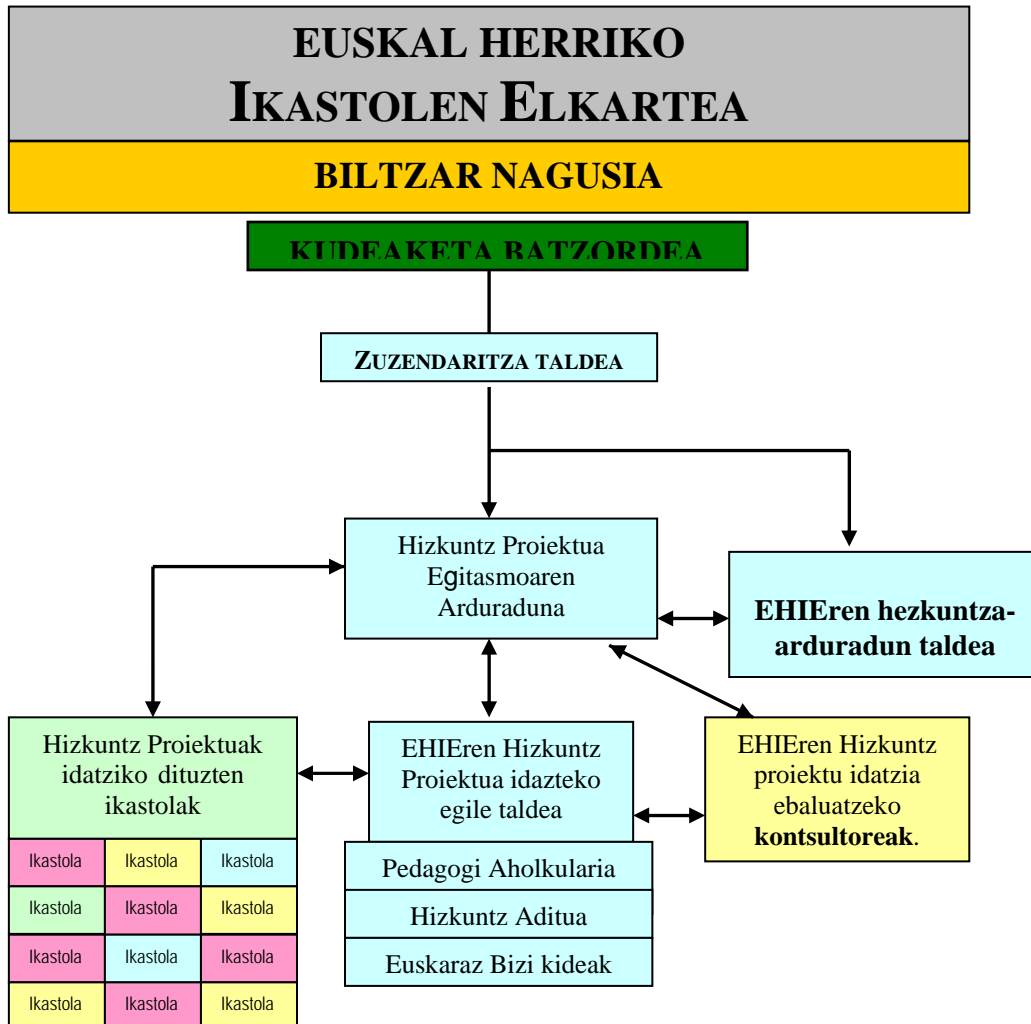 EUSKAL HERRIKO
IKASTOLEN ELKARTEA
BILTZAR NAGUSIA
KUDEAKETA BATZORDEA
ZUZENDARITZA TALDEA
Hizkuntz Proiektua
Egitasmoaren
Arduraduna
EHIEren hezkuntza-
arduradun taldea
Hizkuntz Proiektuak
idatziko dituzten
ikastolak
EHIEren Hizkuntz
Proiektua idazteko
egile taldea
EHIEren Hizkuntz
proiektu idatzia
ebaluatzeko
kontsultoreak.
Ikastola Ikastola Ikastola
Ikastola Ikastola Ikastola
Ikastola Ikastola Ikastola
Ikastola Ikastola Ikastola
Pedagogi Aholkularia
Hizkuntz Aditua
Euskaraz Bizi kideak